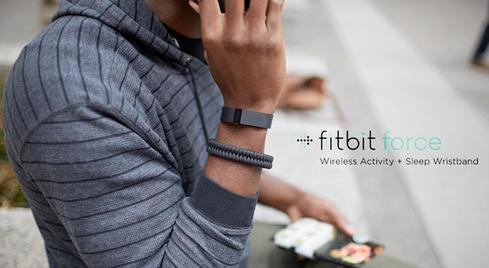 fitbit force
Wireless Activity + Sleep Wristband